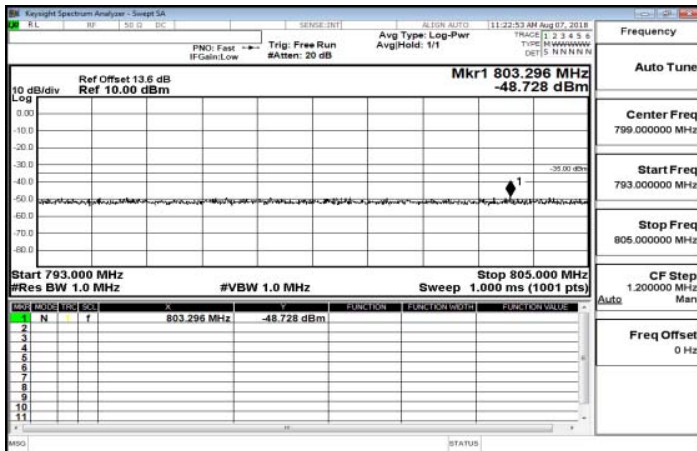 Keysight Spectrum Analyzer - Swept SA
RL RF 50 Ω DC SENSE:INT ALIGN AUTO 11:22:53 AM Aug 07, 2018
Avg Type: Log-Pwr TRACE 1 2 3 4 5 6
PNO: Fast Trig: Free Run Avg|Hold: 1/1 TYPE MWWWWW
IFGain:Low #Atten: 20 dB DET S N N N N N
Ref Offset 13.6 dB Mkr1 803.296 MHz
10 dB/div Ref 10.00 dBm -48.728 dBm
Log
0.00
-10.0
-20.0
-30.0
-35.00 dBm
-40.0
1
-50.0
-60.0
-70.0
-80.0
Start 793.000 MHz Stop 805.000 MHz
#Res BW 1.0 MHz #VBW 1.0 MHz Sweep 1.000 ms (1001 pts)
MKR MODE TRC SCL X Y FUNCTION FUNCTION WIDTH FUNCTION VALUE
1 N 1 f 803.296 MHz -48.728 dBm
2
3
4
5
6
7
8
9
10
11
MSG STATUS
Frequency
Auto Tune
Center Freq
799.000000 MHz
Start Freq
793.000000 MHz
Stop Freq
805.000000 MHz
CF Step
1.200000 MHz
Auto Man
Freq Offset
0 Hz